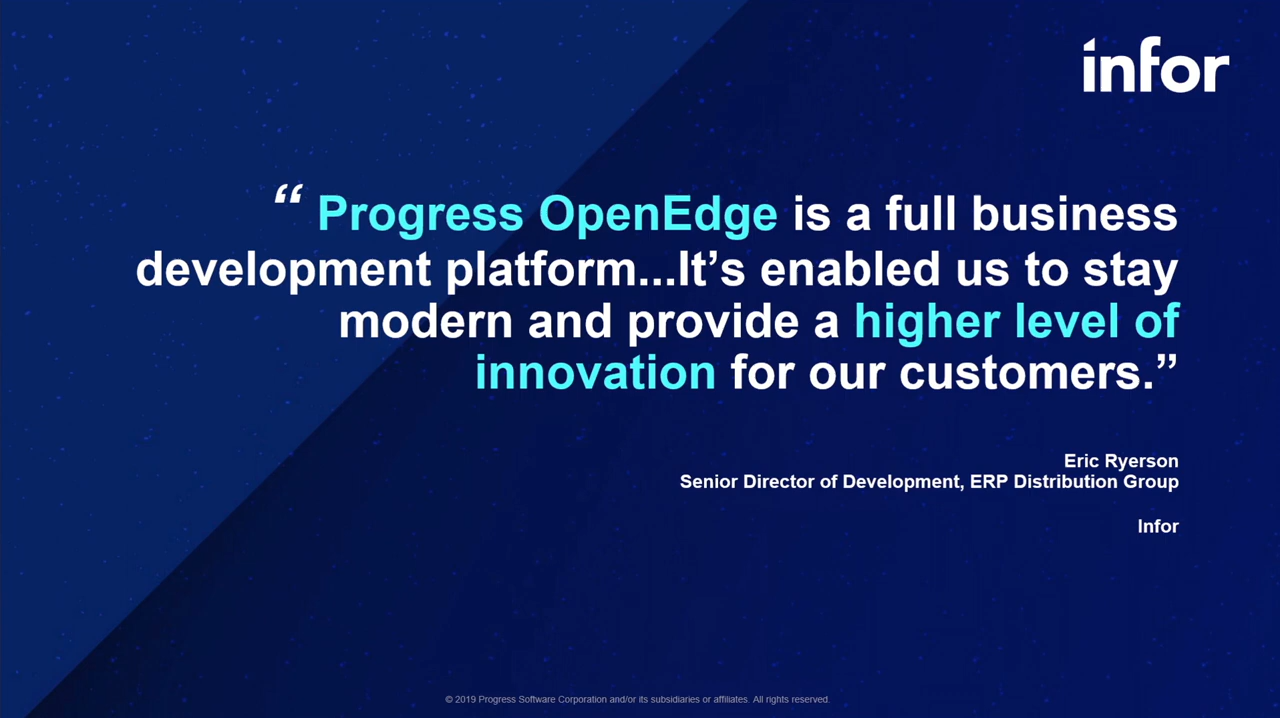 infor
“ Progress OpenEdge is a full business
development platform...It’s enabled us to stay
modern and provide a higher level of
innovation for our customers.”
Eric Ryerson
Senior Director of Development, ERP Distribution Group
Infor
© 2019 Progress Software Corporation and/or its subsidiaries or affiliates. All rights reserved.